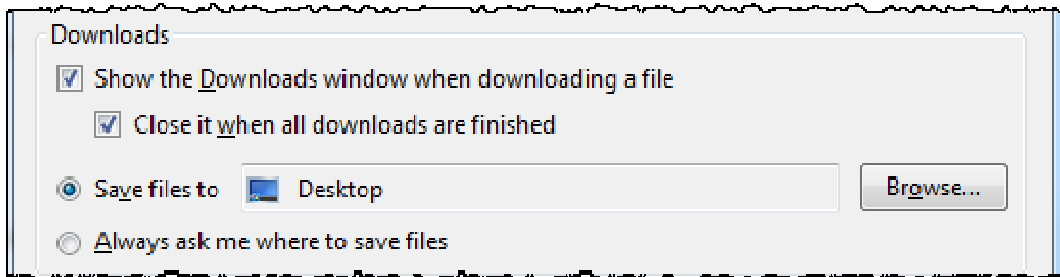 Downloads
Show the Downloads window when downloading a file
Close it when all downloads are finished
Save files to Desktop Browse...
Always ask me where to save files